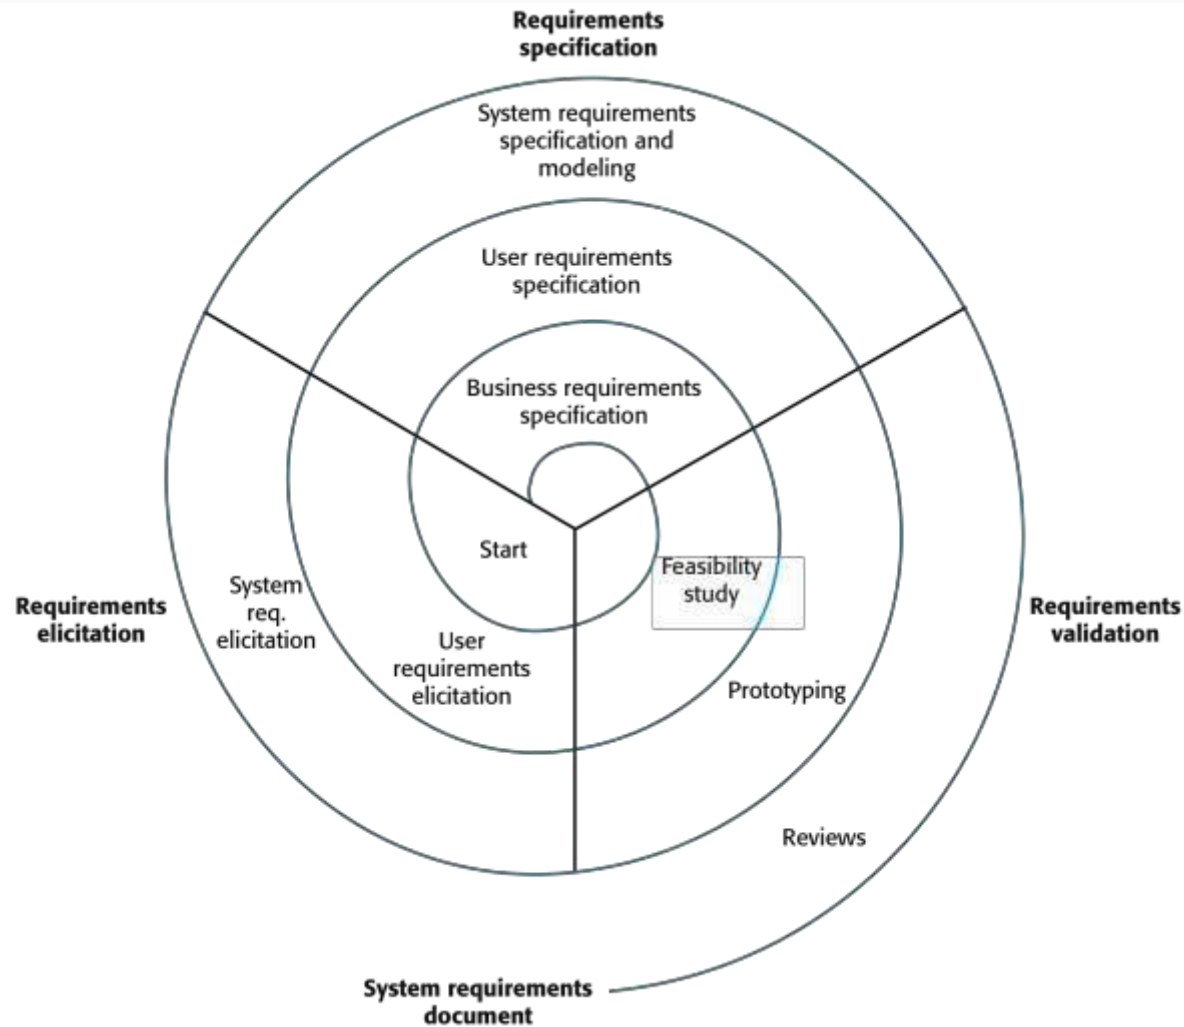 Requirements
specification
System requirements
specification and
modeling
User requirements
specification
Business requirements
specification
Start
Feasibility
study
System
req.
elicitation
Requirements
elicitation
Requirements
validation
User
requirements
elicitation
Prototyping
Reviews
System requirements
document